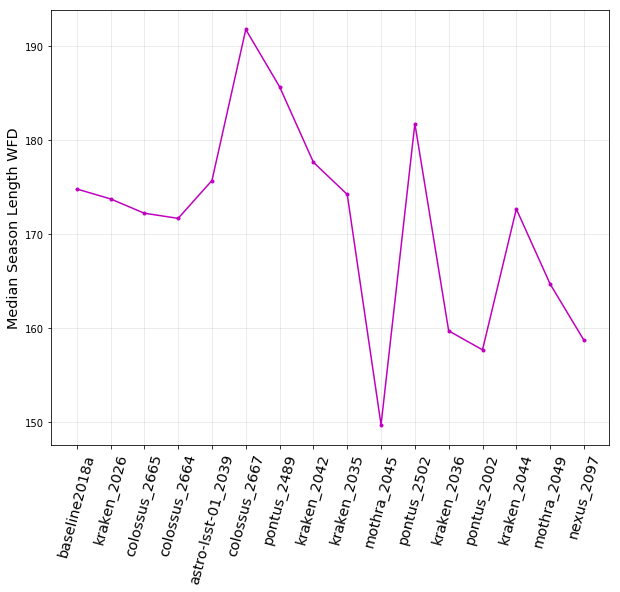 190
180
170
160
150
Median Season Length WFD
baseline2018a
kraken_2026
colossus_2665
colossus_2664
astro-lsst-01_2039
colossus_2667
pontus_2489
kraken_2042
kraken_2035
mothra_2045
pontus_2502
kraken_2036
pontus_2002
kraken_2044
mothra_2049
nexus_2097